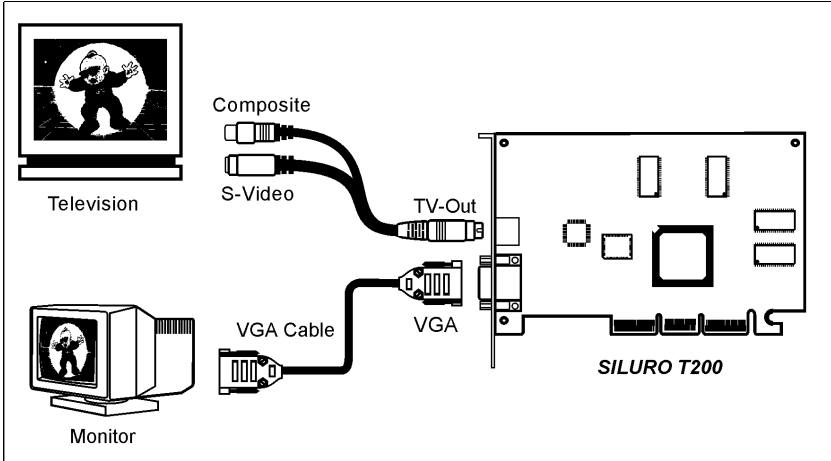 Composite
S-Video
Television
TV-Out
VGA Cable
VGA
SILURO T200
Monitor